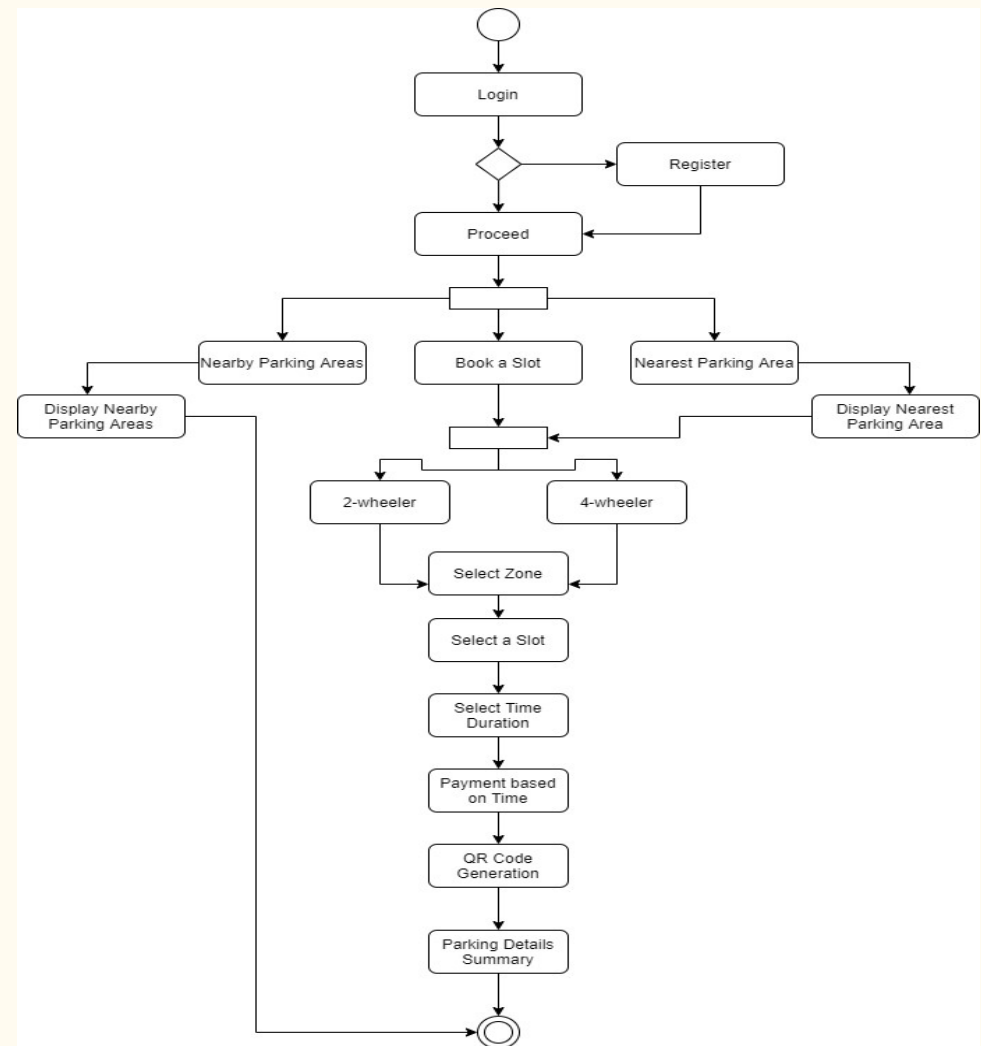 Login
Register
Proceed
Nearby Parking Areas
Book a Slot
Nearest Parking Area
Display Nearby
Parking Areas
Display Nearest
Parking Area
2-wheeler
4-wheeler
Select Zone
Select a Slot
Select Time
Duration
Payment based
on Time
QR Code
Generation
Parking Details
Summary